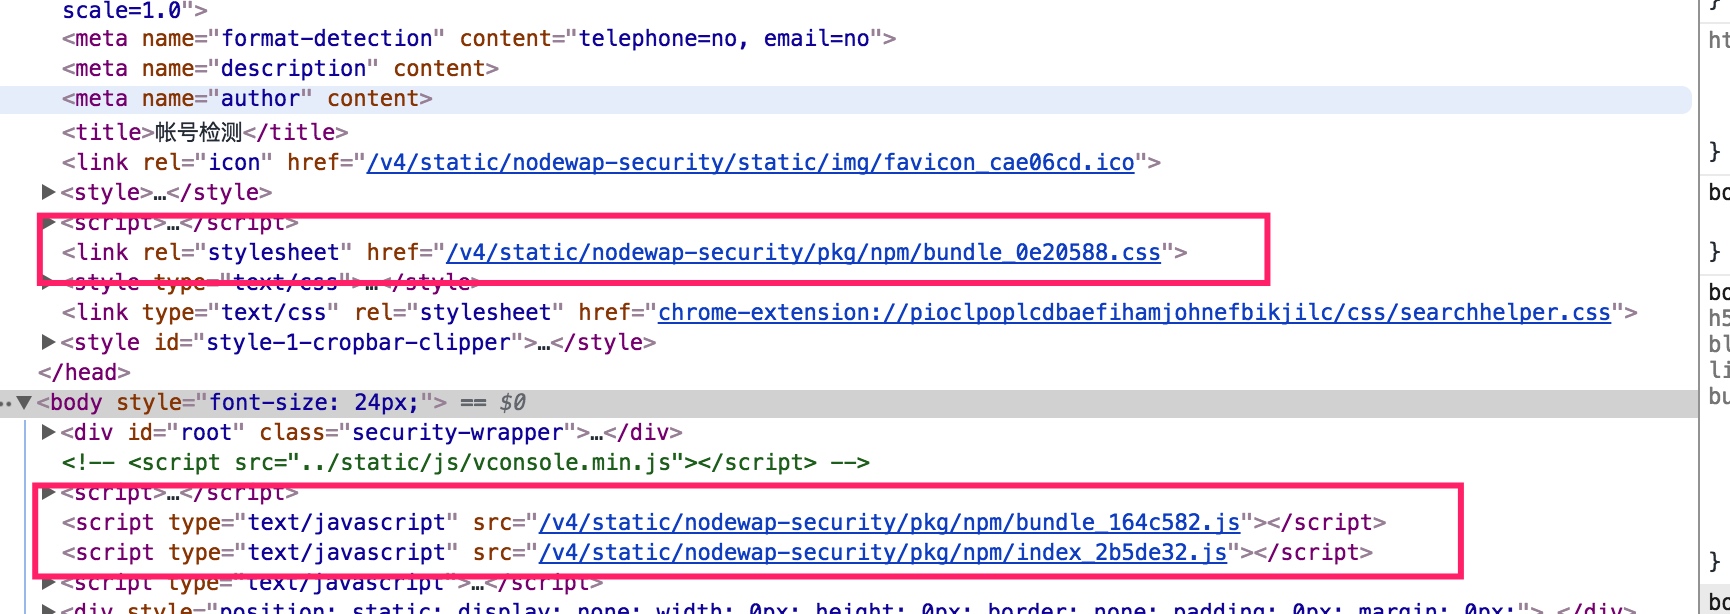 scale=1.0">
<meta name="format-detection" content="telephone=no, email=no">
<meta name="description" content>
<meta name="author" content>
<title>帐号检测</title>
<link rel="icon" href="/v4/static/nodewap-security/static/img/favicon_cae06cd.ico">
▶<style>…</style>
▶<script>…</script>
<link rel="stylesheet" href="/v4/static/nodewap-security/pkg/npm/bundle_0e20588.css">
▶<style type="text/css">…</style>
<link type="text/css" rel="stylesheet" href="chrome-extension://pioclpoplcdbaefihamjohnefbikjilc/css/searchhelper.css">
▶<style id="style-1-cropbar-clipper">…</style>
</head>
▼<body style="font-size: 24px;"> == $0
▶<div id="root" class="security-wrapper">…</div>
<!-- <script src="../static/js/vconsole.min.js"></script> -->
▶<script>…</script>
<script type="text/javascript" src="/v4/static/nodewap-security/pkg/npm/bundle_164c582.js"></script>
<script type="text/javascript" src="/v4/static/nodewap-security/pkg/npm/index_2b5de32.js"></script>
▶<script type="text/javascript">…</script>
▶<div style="position: static; display: none; width: 0px; height: 0px; border: none; padding: 0px; margin: 0px;">…</div>
}
ht
}
bo
}
bo
h5
bl
li
bu
}
bo